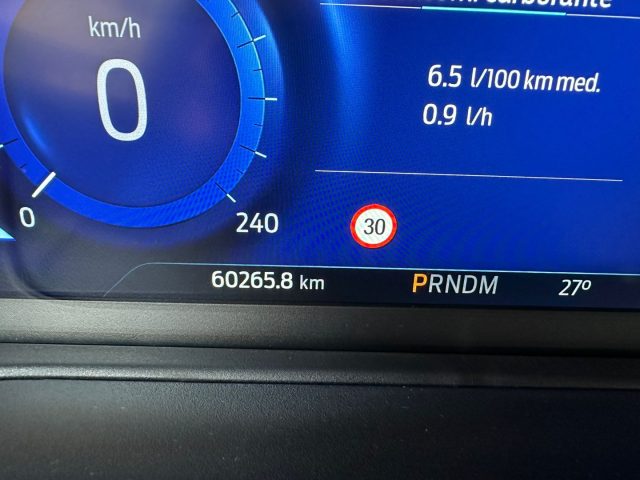 carburante
km/h
0
6.5 l/100 km med.
0.9 l/h
0
240
30
60265.8 km
PRNDM
27º